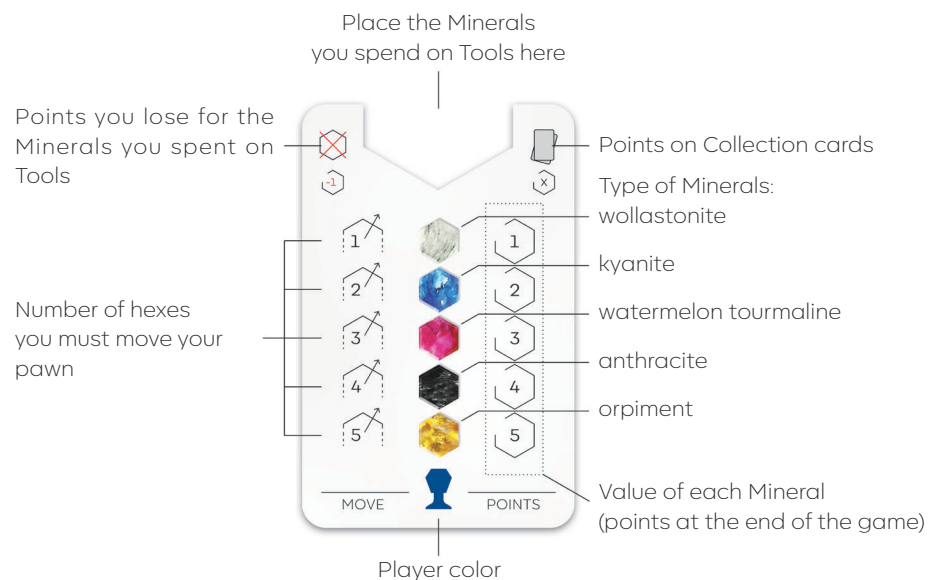 Place the Minerals
you spend on Tools here
Points you lose for the
Minerals you spent on
Tools
Points on Collection cards
-1
X
Type of Minerals:
wollastonite
1
1
kyanite
2
2
Number of hexes
you must move your
pawn
watermelon tourmaline
3
3
anthracite
4
4
orpiment
5
5
MOVE
POINTS
Value of each Mineral
(points at the end of the game)
Player color